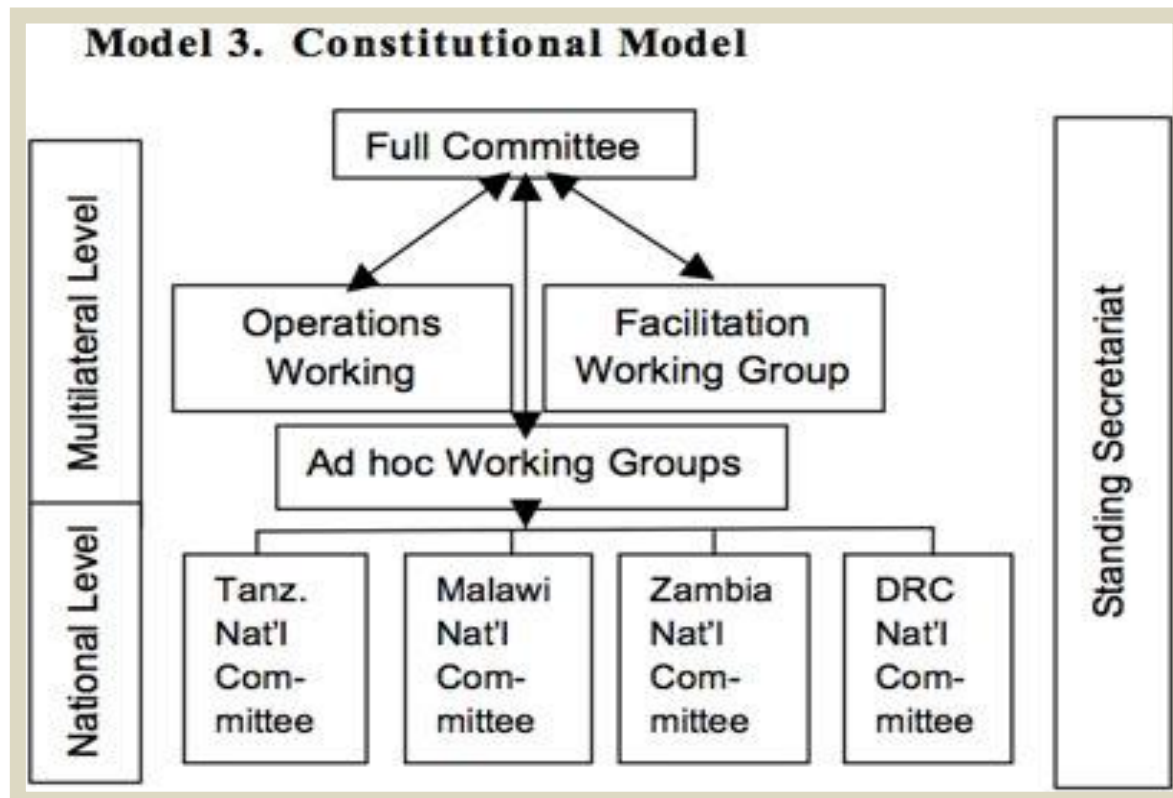 Model 3. Constitutional Model
Full Committee
Multilateral Level
Operations
Working
Facilitation
Working Group
Ad hoc Working Groups
National Level
Tanz.
Nat'l
Com-
mittee
Malawi
Nat'l
Com-
mittee
Zambia
Nat'l
Com-
mittee
DRC
Nat'l
Com-
mittee
Standing Secretariat